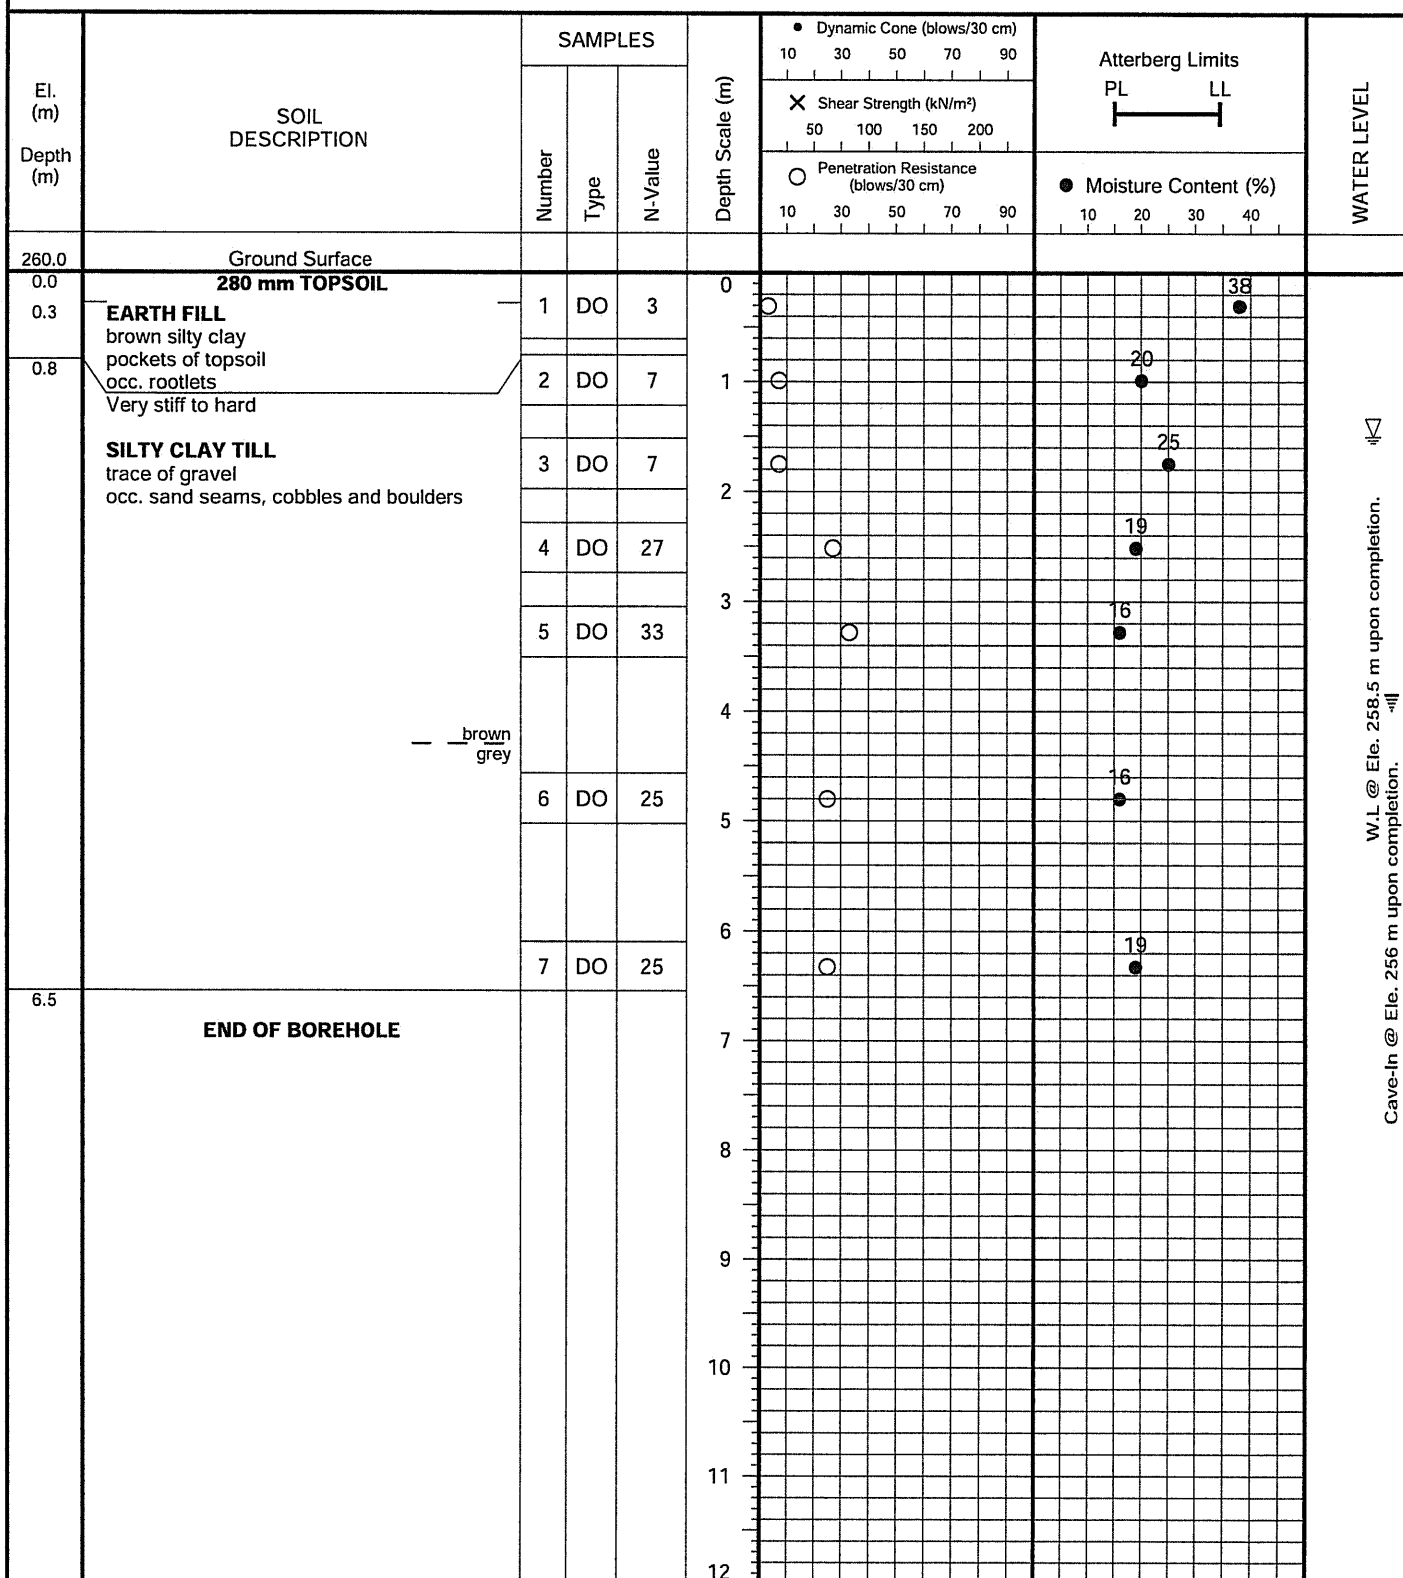 El.
(m)
Depth
(m)
SOIL
DESCRIPTION
SAMPLES
Number
Type
N-Value
Depth Scale (m)
Dynamic Cone (blows/30 cm)
10 30 50 70 90
Shear Strength (kN/m²)
50 100 150 200
Penetration Resistance
(blows/30 cm)
10 30 50 70 90
Atterberg Limits
PL LL
Moisture Content (%)
10 20 30 40
WATER LEVEL
260.0 Ground Surface
0.0 280 mm TOPSOIL 0
38
0.3 EARTH FILL 1 DO 3
brown silty clay
pockets of topsoil
20
0.8 occ. rootlets 2 DO 7 1
Very stiff to hard
25
SILTY CLAY TILL 3 DO 7
trace of gravel
occ. sand seams, cobbles and boulders 2
19
4 DO 27
3
16
5 DO 33
4
brown
grey
16
6 DO 25
5
6
19
7 DO 25
6.5
END OF BOREHOLE
7
8
9
10
11
12
W.L @ Ele. 258.5 m upon completion.
Cave-In @ Ele. 256 m upon completion.